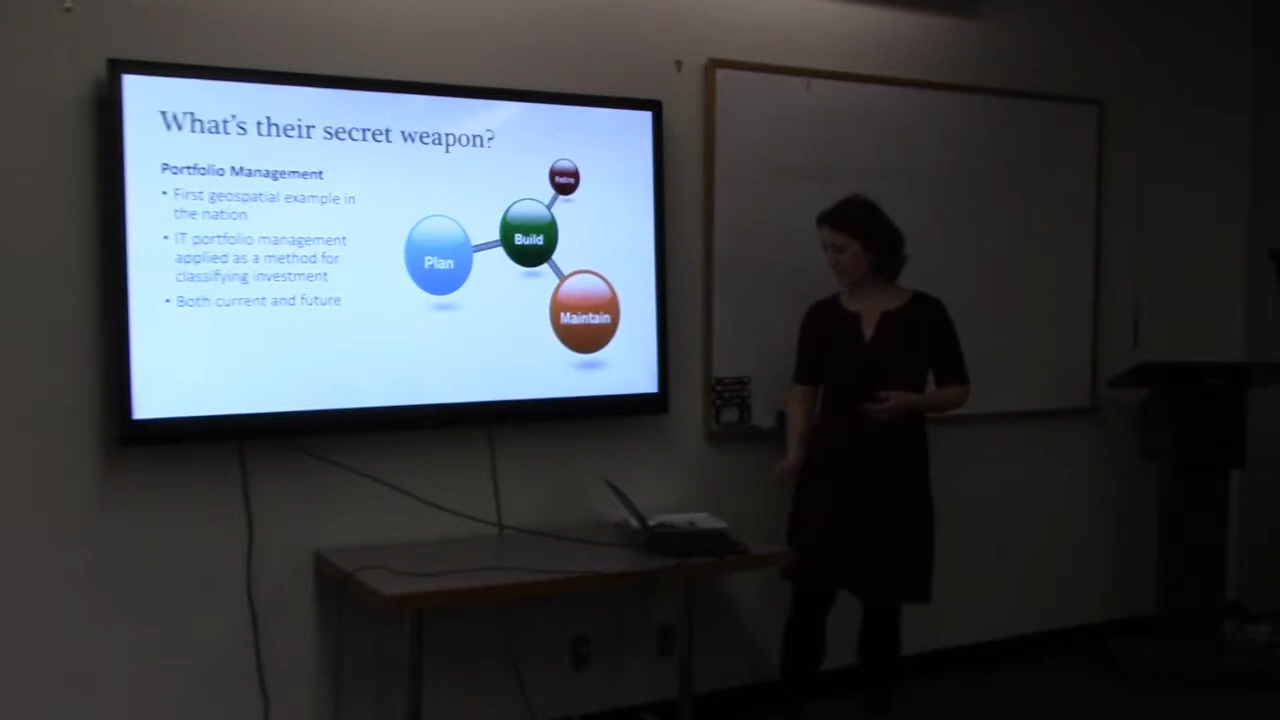 What's their secret weapon?
Portfolio Management
• First geospatial example in
the nation
• IT portfolio management
applied as a method for
classifying investment
• Both current and future
Retire
Build
Plan
Maintain